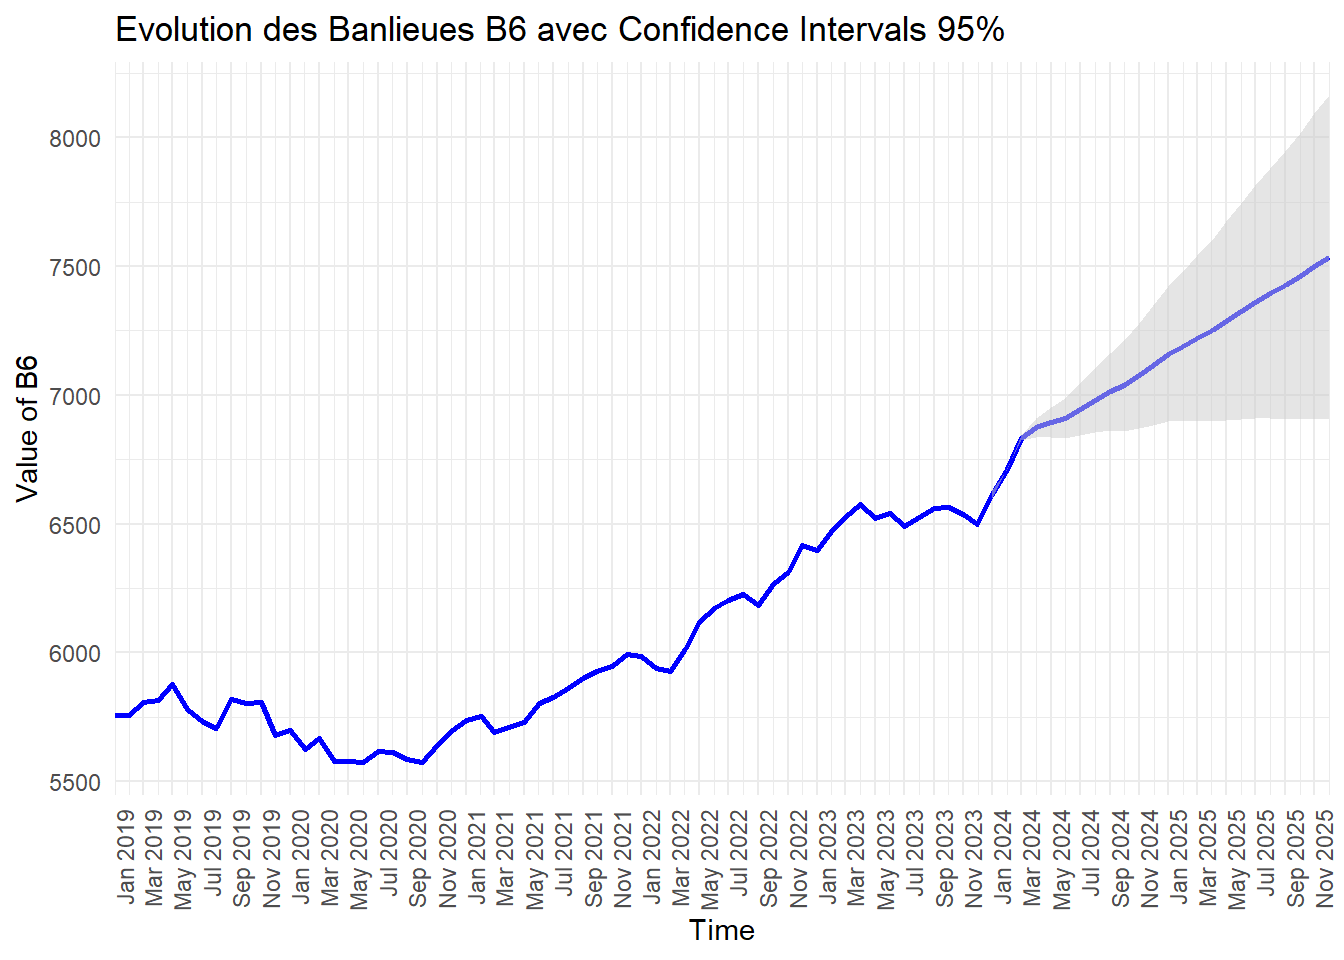 Evolution des Banlieues B6 avec Confidence Intervals 95%
Value of B6
8000
7500
7000
6500
6000
5500
Jan 2019
Mar 2019
May 2019
Jul 2019
Sep 2019
Nov 2019
Jan 2020
Mar 2020
May 2020
Jul 2020
Sep 2020
Nov 2020
Jan 2021
Mar 2021
May 2021
Jul 2021
Sep 2021
Nov 2021
Jan 2022
Mar 2022
May 2022
Jul 2022
Sep 2022
Nov 2022
Jan 2023
Mar 2023
May 2023
Jul 2023
Sep 2023
Nov 2023
Jan 2024
Mar 2024
May 2024
Jul 2024
Sep 2024
Nov 2024
Jan 2025
Mar 2025
May 2025
Jul 2025
Sep 2025
Nov 2025
Time